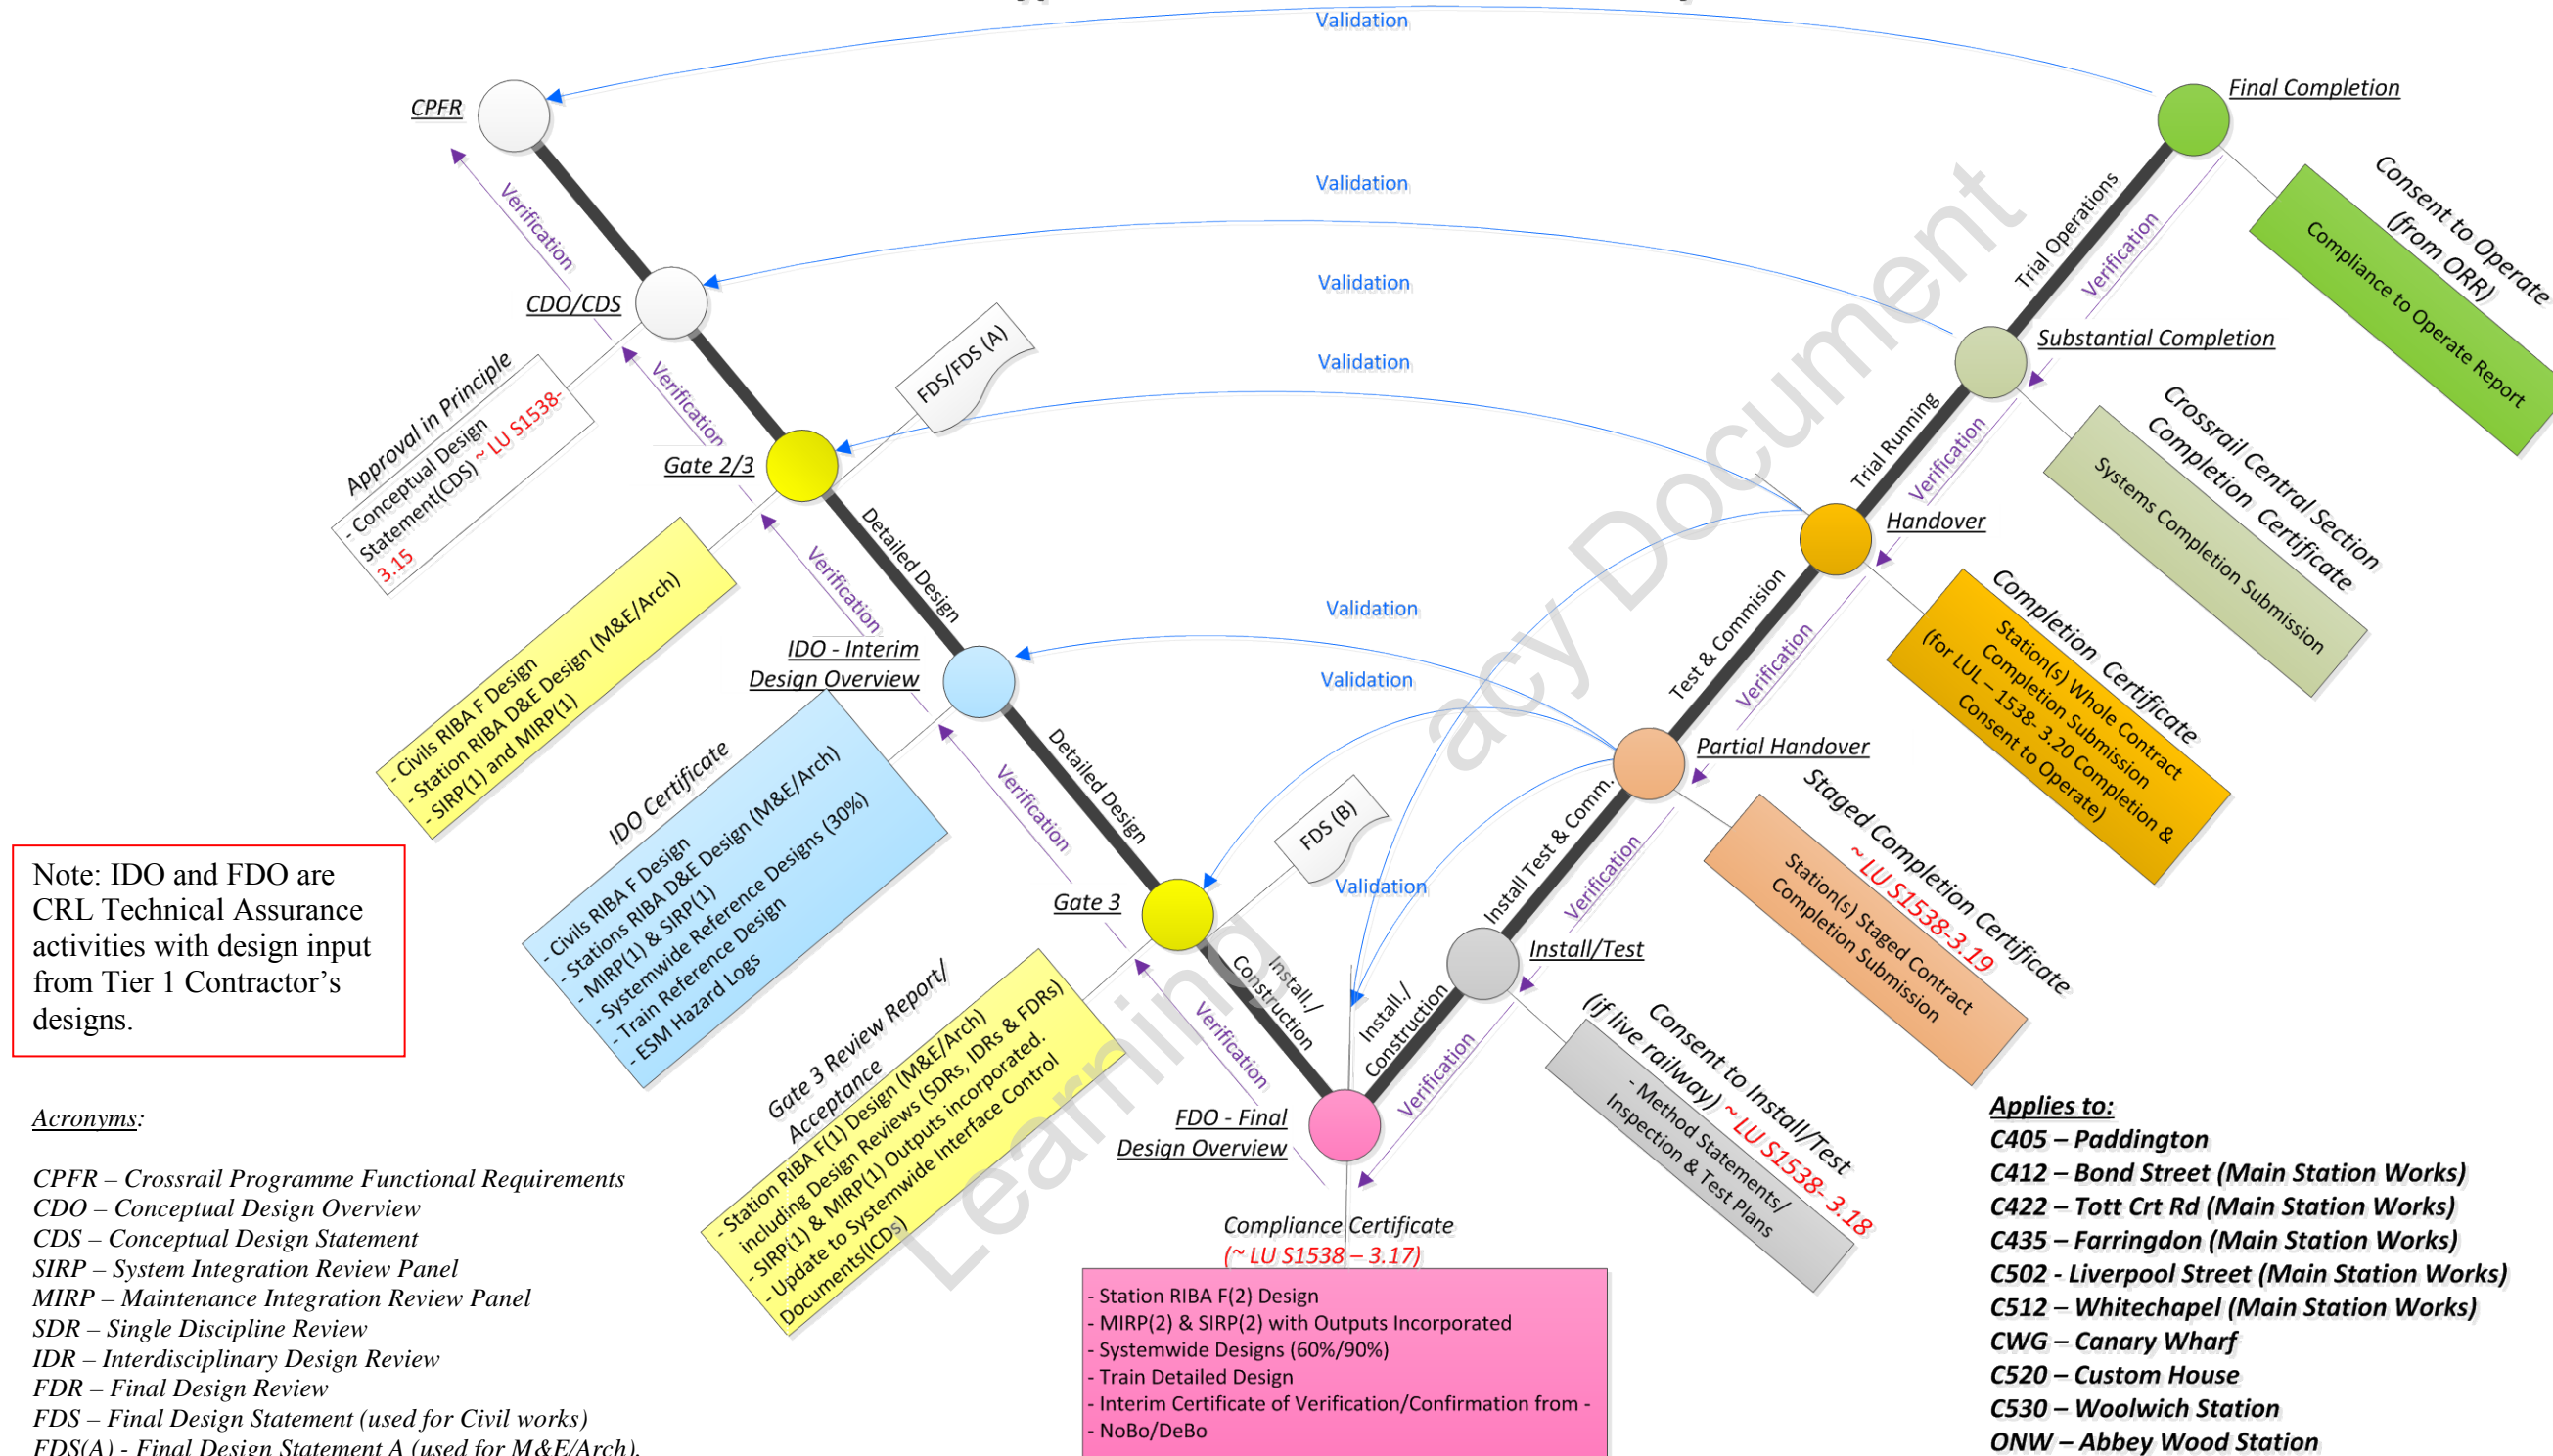 Validation
CPFR
Final Completion
Verification
Validation
Trial Operations
Verification
Consent to Operate
(from ORR)
Compliance to Operate Report
CDO/CDS
Validation
Verification
FDS/FDS (A)
Substantial Completion
Approval in Principle
- Conceptual Design
Statement(CDS) ~ LU S1538-
3.15
Validation
Trial Running
Verification
Crossrail Central Section
Completion Certificate
Systems Completion Submission
Gate 2/3
Detailed Design
Verification
Handover
- Civils RIBA F Design
- Station RIBA D&E Design (M&E/Arch)
- SIRP(1) and MIRP(1)
Validation
Test & Commision
Verification
Completion Certificate
Station(s) Whole Contract
Completion Submission
(for LUL – 1538- 3.20 Completion &
Consent to Operate)
IDO - Interim
Design Overview
Validation
Detailed Design
Verification
Partial Handover
IDO Certificate
- Civils RIBA F Design
- Stations RIBA D&E Design (M&E/Arch)
- MIRP(1) & SIRP(1)
- Systemwide Reference Designs (30%)
- Train Reference Design
- ESM Hazard Logs
FDS (B)
Validation
Install Test & Comm.
Verification
Staged Completion Certificate
~ LU S1538-3.19
Station(s) Staged Contract
Completion Submission
Note: IDO and FDO are
CRL Technical Assurance
activities with design input
from Tier 1 Contractor’s
designs.
Gate 3
Install/Test
Install./
Construction
Verification
Install./
Construction
Verification
Consent to Install/Test
(if live railway) ~ LU S1538- 3.18
- Method Statements/
Inspection & Test Plans
Gate 3 Review Report/
Acceptance
- Station RIBA F(1) Design (M&E/Arch)
including Design Reviews (SDRs, IDRs & FDRs)
- SIRP(1) & MIRP(1) Outputs incorporated.
- Update to Systemwide Interface Control
Documents(ICDs)
FDO - Final
Design Overview
Compliance Certificate
(~ LU S1538 – 3.17)
- Station RIBA F(2) Design
- MIRP(2) & SIRP(2) with Outputs Incorporated
- Systemwide Designs (60%/90%)
- Train Detailed Design
- Interim Certificate of Verification/Confirmation from -
- NoBo/DeBo
Acronyms:
CPFR – Crossrail Programme Functional Requirements
CDO – Conceptual Design Overview
CDS – Conceptual Design Statement
SIRP – System Integration Review Panel
MIRP – Maintenance Integration Review Panel
SDR – Single Discipline Review
IDR – Interdisciplinary Design Review
FDR – Final Design Review
FDS – Final Design Statement (used for Civil works)
FDS(A) - Final Design Statement A (used for M&E/Arch).
Applies to:
C405 – Paddington
C412 – Bond Street (Main Station Works)
C422 – Tott Crt Rd (Main Station Works)
C435 – Farringdon (Main Station Works)
C502 - Liverpool Street (Main Station Works)
C512 – Whitechapel (Main Station Works)
CWG – Canary Wharf
C520 – Custom House
C530 – Woolwich Station
ONW – Abbey Wood Station
Learning acy Document